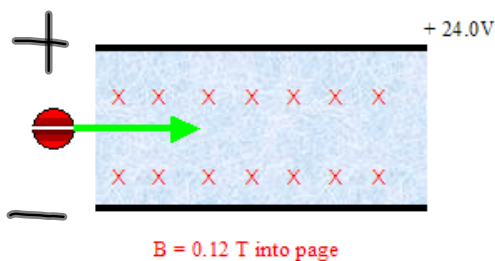 + 24.0V
+
X X X X X X X
−
X X X X X X X
B = 0.12 T into page